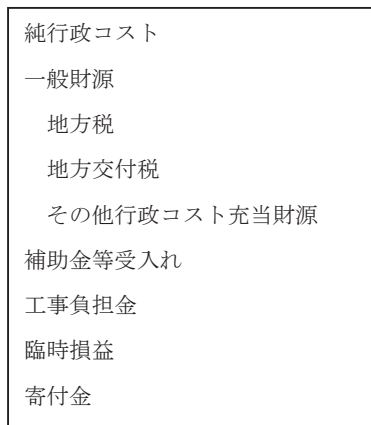 純行政コスト
一般財源
地方税
地方交付税
その他行政コスト充当財源
補助金等受入れ
工事負担金
臨時損益
寄付金